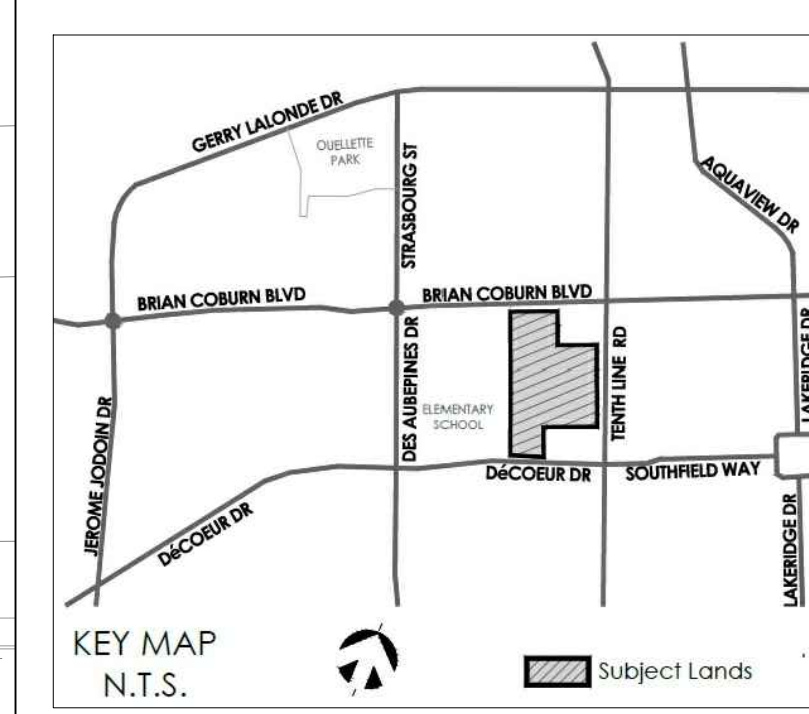 GERRY LALONDE DR
OUELLETTE
PARK
STRASBOURG ST
AQUAVIEW DR
BRIAN COBURN BLVD
BRIAN COBURN BLVD
LAKERIDGE DR
JEROME JODOIN DR
DES AUBEPINES DR
ELEMENTARY
SCHOOL
TENTH LINE RD
DéCOEUR DR
SOUTHFIELD WAY
DéCOEUR DR
LAKERIDGE DR
KEY MAP
N.T.S.
Subject Lands